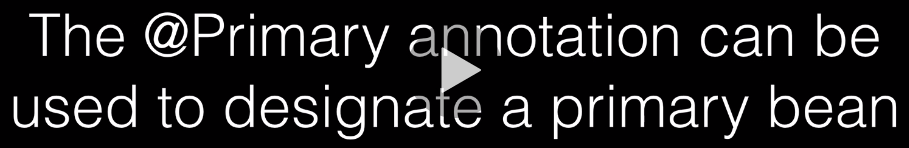 The @Primary annotation can be
used to designate a primary bean